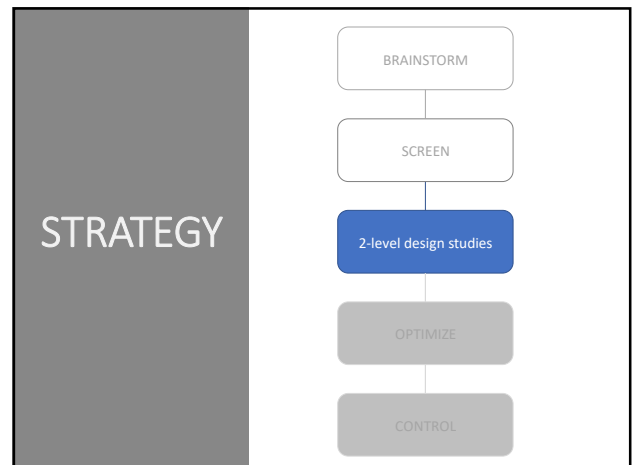 STRATEGY
BRAINSTORM
SCREEN
2-level design studies
OPTIMIZE
CONTROL